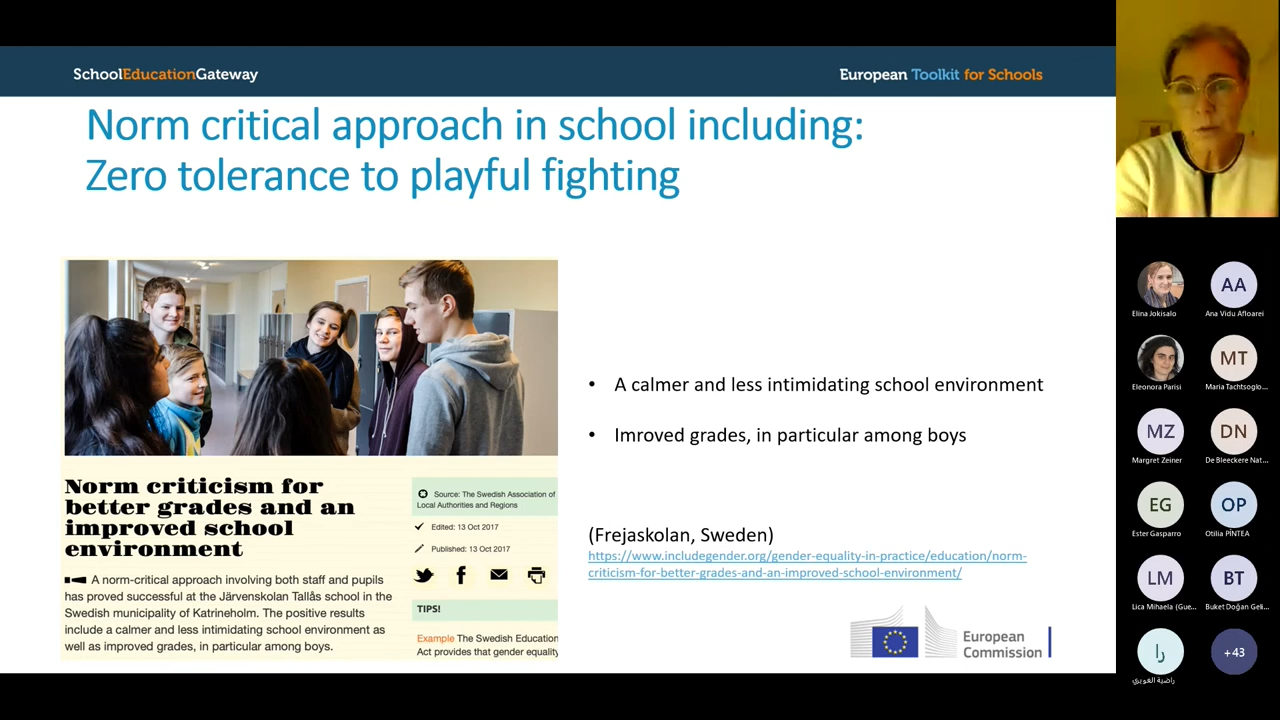 SchoolEducationGateway
European Toolkit for Schools
Norm critical approach in school including:
Zero tolerance to playful fighting
• A calmer and less intimidating school environment
• Imroved grades, in particular among boys
(Frejaskolan, Sweden)
https://www.includegender.org/gender-equality-in-practice/education/norm-
criticism-for-better-grades-and-an-improved-school-environment/
Norm criticism for
better grades and an
improved school
environment
A norm-critical approach involving both staff and pupils
has proved successful at the Järvenskolan Tallås school in the
Swedish municipality of Katrineholm. The positive results
include a calmer and less intimidating school environment as
well as improved grades, in particular among boys.
Source: The Swedish Association of
Local Authorities and Regions
Edited: 13 Oct 2017
Published: 13 Oct 2017
TIPS!
Example The Swedish Education
Act provides that gender equality
European
Commission
Elina Jokisalo
AA
Ana Vidu Afloarei
Eleonora Parisi
MT
Maria Tachtsoglo...
MZ
Margret Zeiner
DN
De Bleeckere Nat...
EG
Ester Gasparro
OP
Otilia PÎNTEA
LM
Lica Mihaela (Gue...
BT
Buket Doğan Geli...
را
راضية العويري
+43